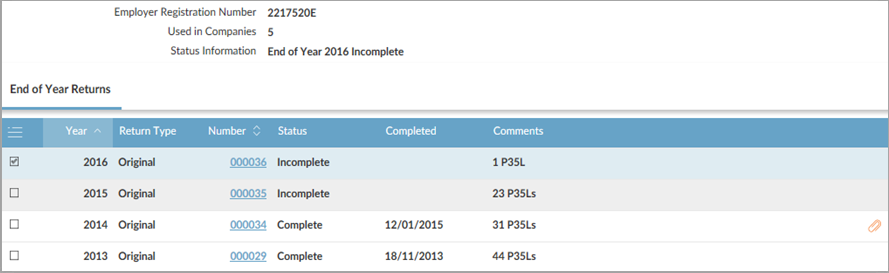 Employer Registration Number 2217520E
Used in Companies 5
Status Information End of Year 2016 Incomplete
End of Year Returns
Year Return Type Number Status Completed Comments
2016 Original 000036 Incomplete 1 P35L
2015 Original 000035 Incomplete 23 P35Ls
2014 Original 000034 Complete 12/01/2015 31 P35Ls
2013 Original 000029 Complete 18/11/2013 44 P35Ls